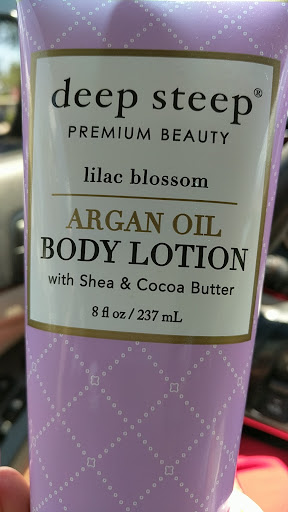 deep steep®
PREMIUM BEAUTY
lilac blossom
ARGAN OIL
BODY LOTION
with Shea & Cocoa Butter
8 fl oz / 237 mL